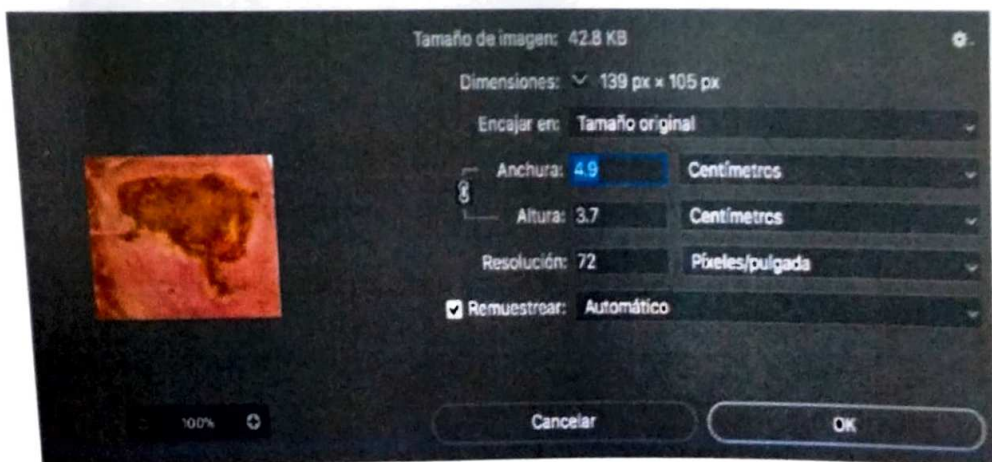 Tamaño de imagen: 42.8 KB
Dimensiones: 139 px × 105 px
Encajar en: Tamaño original
Anchura: 4.9 Centímetros
Altura: 3.7 Centímetros
Resolución: 72 Píxeles/pulgada
Remuestrear: Automático
100% Cancelar OK